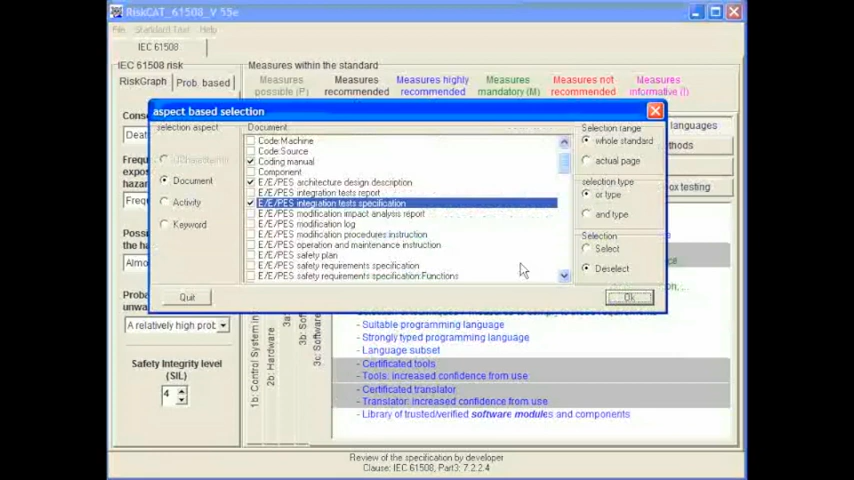 RiskCAT_61508_V 55e
File Standard Text Help
IEC 61508
IEC 61508 risk
Measures within the standard
RiskGraph Prob. based
Measures possible (P)
Measures recommended
Measures highly recommended
Measures mandatory (M)
Measures not recommended
Measures informative (I)
aspect based selection
selection aspect
Document
Activity
Keyword
Quit
Document:
Code:Machine
Code:Source
Coding manual
Component
E/E/PES architecture design description
E/E/PES integration tests report
E/E/PES integration tests specification
E/E/PES modification impact analysis report
E/E/PES modification log
E/E/PES modification procedures instruction
E/E/PES operation and maintenance instruction
E/E/PES safety plan
E/E/PES safety requirements specification
E/E/PES safety requirements specification Functions
Selection range
whole standard
actual page
selection type
or type
and type
Selection
Select
Deselect
Ok
languages
A relatively high prob
Safety Integrity level
(SIL)
4
1b: Control System in
2b: Hardware
3c: Software
- Suitable programming language
- Strongly typed programming language
- Language subset
- Certificated tools
- Tools: increased confidence from use
- Certificated translator
- Translator: increased confidence from use
- Library of trusted/verified software modules and components
Review of the specification by developer
Clause: IEC 61508, Part3: 7.2.2.4